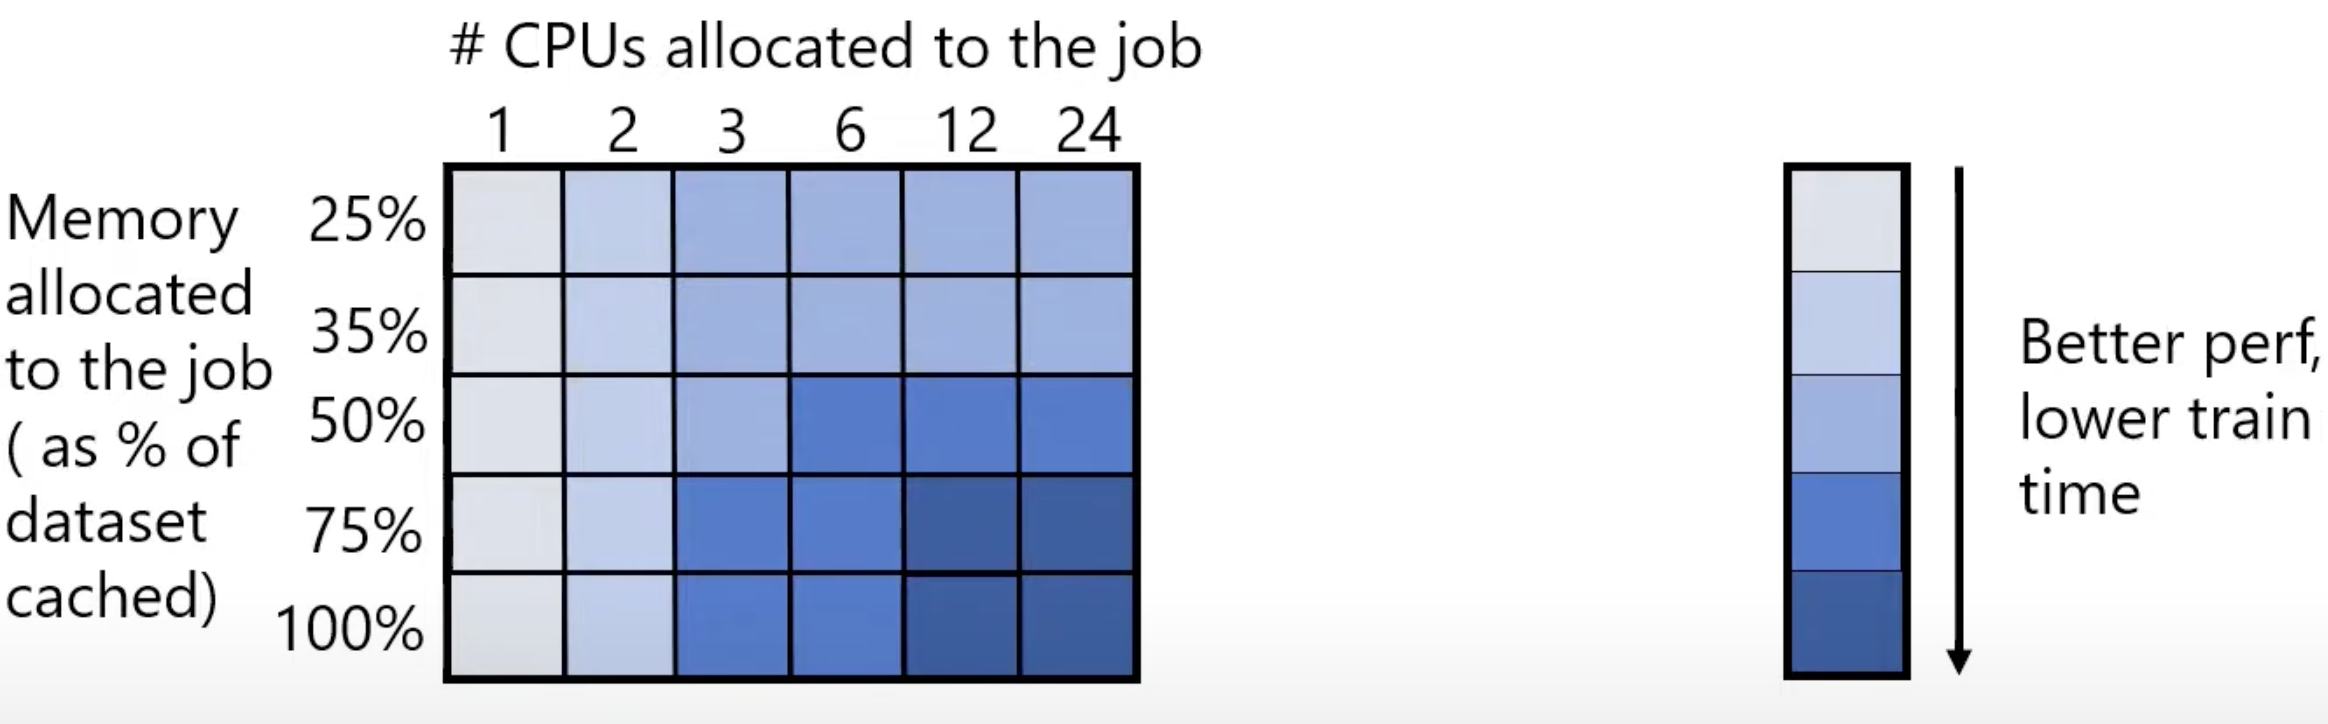 # CPUs allocated to the job
1 2 3 6 12 24
Memory
allocated
to the job
( as % of
dataset
cached)
25%
35%
50%
75%
100%
Better perf,
lower train
time